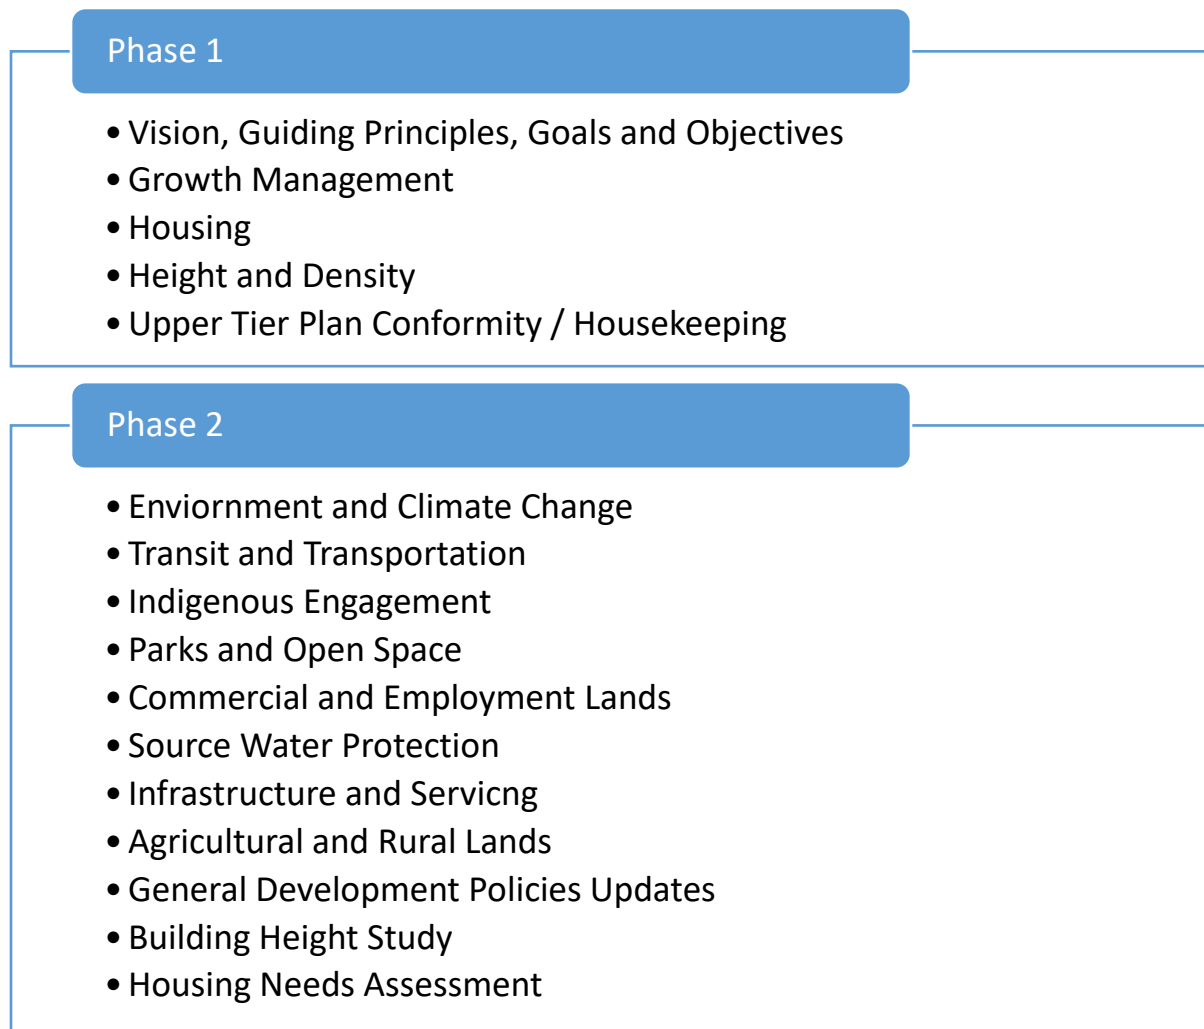 Phase 1
• Vision, Guiding Principles, Goals and Objectives
• Growth Management
• Housing
• Height and Density
• Upper Tier Plan Conformity / Housekeeping
Phase 2
• Enviornment and Climate Change
• Transit and Transportation
• Indigenous Engagement
• Parks and Open Space
• Commercial and Employment Lands
• Source Water Protection
• Infrastructure and Servicng
• Agricultural and Rural Lands
• General Development Policies Updates
• Building Height Study
• Housing Needs Assessment